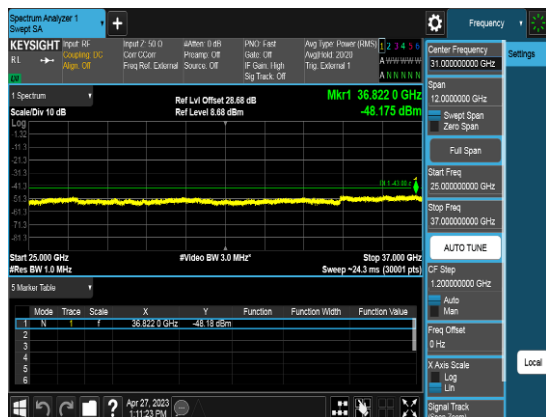 Spectrum Analyzer 1
Swept SA
Frequency
KEYSIGHT
Input: RF
Coupling: DC
Align: Off
Input Z: 50 Ω
Corr CCorr
Freq Ref: External
#Atten: 0 dB
Preamp: Off
Source: Off
PNO: Fast
Gate: Off
IF Gain: High
Sig Track: Off
Avg Type: Power (RMS)
Avg|Hold: 20/20
Trig: External 1
1 2 3 4 5 6
A W W W W W
A N N N N N
R L
LV
1 Spectrum
Scale/Div 10 dB
Ref Lvl Offset 28.68 dB
Ref Level 8.68 dBm
Mkr1 36.822 0 GHz
-48.175 dBm
Log
1.32
-11.3
-21.3
-31.3
-41.3
-51.3
-61.3
-71.3
-81.3
Start 25.000 GHz
#Res BW 1.0 MHz
#Video BW 3.0 MHz*
Stop 37.000 GHz
Sweep ~24.3 ms (30001 pts)
5 Marker Table
Mode Trace Scale X Y Function Function Width Function Value
1 N 1 f 36.822 0 GHz -48.18 dBm
2
3
4
5
6
Apr 27, 2023
1:11:23 PM
Center Frequency
31.000000000 GHz
Settings
Span
12.0000000 GHz
Swept Span
Zero Span
Full Span
Start Freq
25.000000000 GHz
Stop Freq
37.000000000 GHz
AUTO TUNE
CF Step
1.200000000 GHz
Auto
Man
Freq Offset
0 Hz
X Axis Scale
Log
Lin
Local
Signal Track
(Span Zoom)